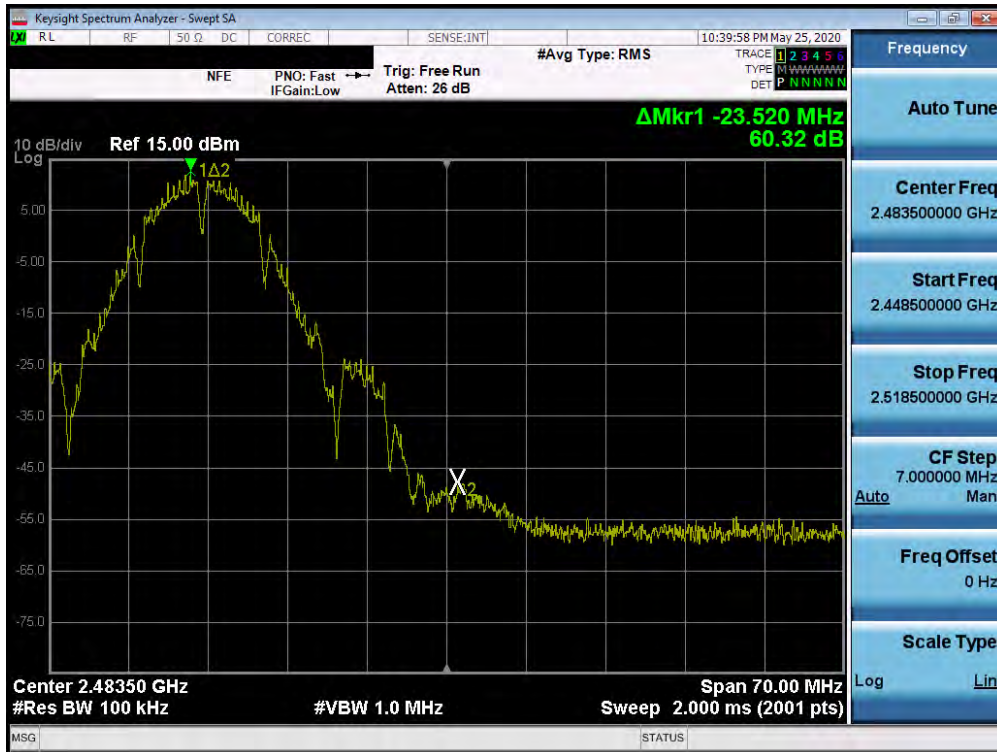 Keysight Spectrum Analyzer - Swept SA
LXI RL RF 50 Ω DC CORREC SENSE:INT 10:39:58 PM May 25, 2020
NFE PNO: Fast Trig: Free Run #Avg Type: RMS TRACE 1 2 3 4 5 6
IFGain:Low Atten: 26 dB TYPE M WWWWW
DET P N N N N N
ΔMkr1 -23.520 MHz
60.32 dB
10 dB/div Ref 15.00 dBm
Log
1Δ2
5.00
-5.00
-15.0
-25.0
-35.0
-45.0
X2
-55.0
-65.0
-75.0
Center 2.48350 GHz Span 70.00 MHz
#Res BW 100 kHz #VBW 1.0 MHz Sweep 2.000 ms (2001 pts)
MSG STATUS
Frequency
Auto Tune
Center Freq
2.483500000 GHz
Start Freq
2.448500000 GHz
Stop Freq
2.518500000 GHz
CF Step
7.000000 MHz
Auto Man
Freq Offset
0 Hz
Scale Type
Log Lin